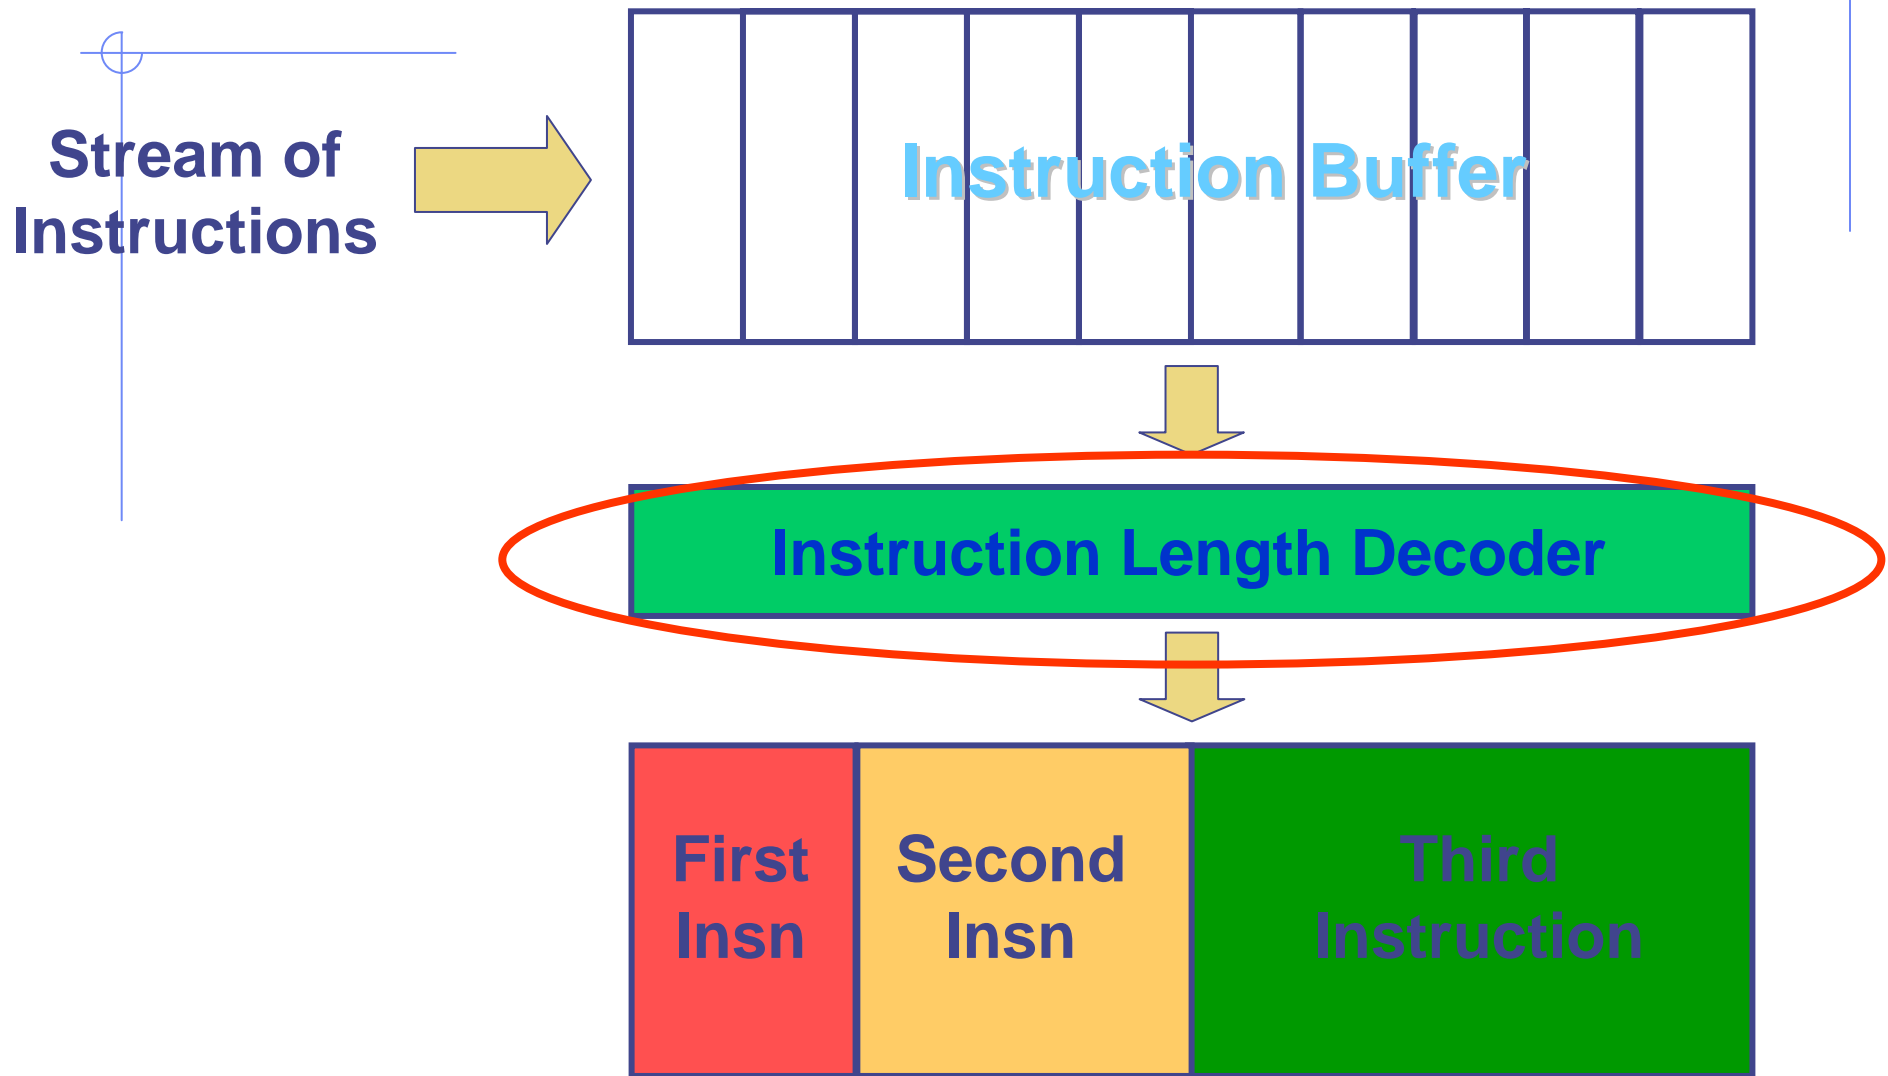 Stream of
Instructions
Instruction Buffer
Instruction Length Decoder
First
Insn
Second
Insn
Third
Instruction